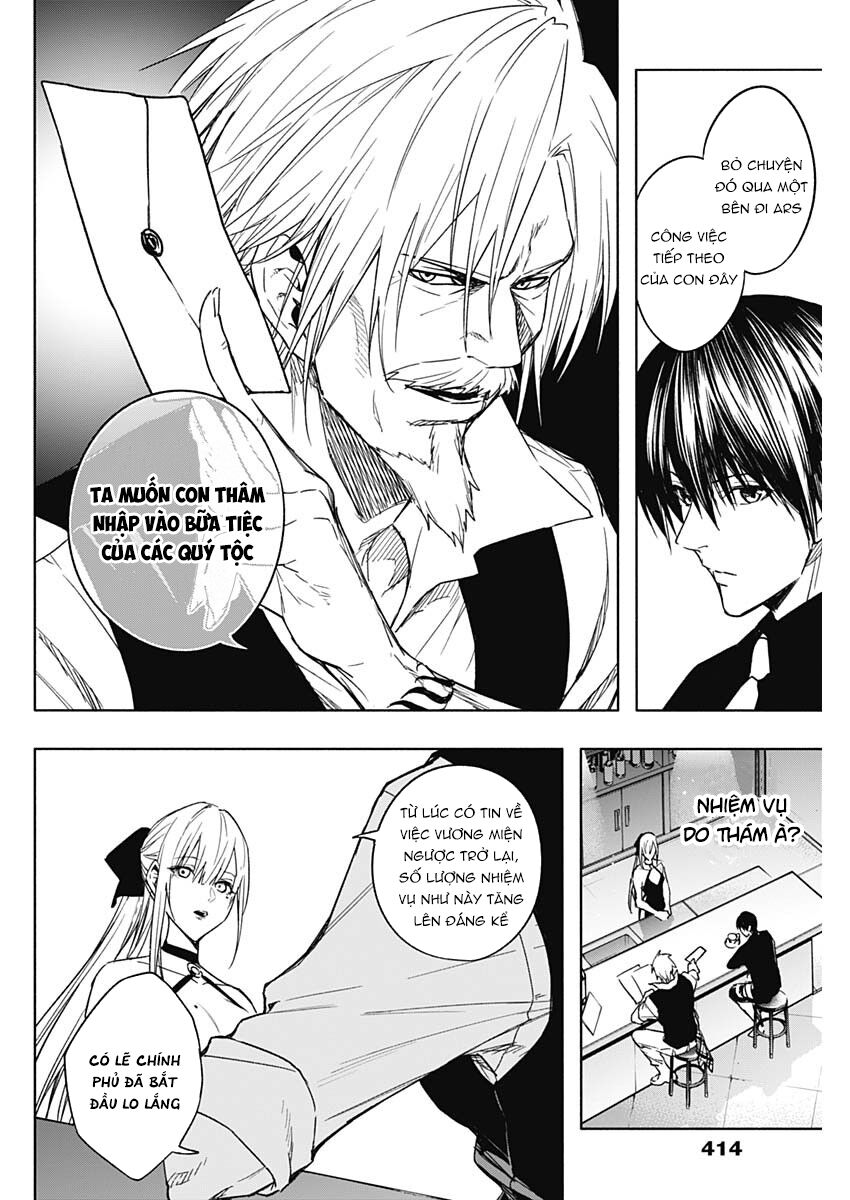 BỎ CHUYỆN
ĐÓ QUA MỘT
BÊN ĐI ARS
CÔNG VIỆC
TIẾP THEO
CỦA CON ĐÂY
TA MUỐN CON THÂM
NHẬP VÀO BỮA TIỆC
CỦA CÁC QUÝ TỘC
NHIỆM VỤ
DO THÁM À?
TỪ LÚC CÓ TIN VỀ
VIỆC VƯƠNG MIỆN
NGƯỢC TRỞ LẠI,
SỐ LƯỢNG NHIỆM
VỤ NHƯ NÀY TĂNG
LÊN ĐÁNG KỂ
CÓ LẼ CHÍNH
PHỦ ĐÃ BẮT
ĐẦU LO LẮNG
414